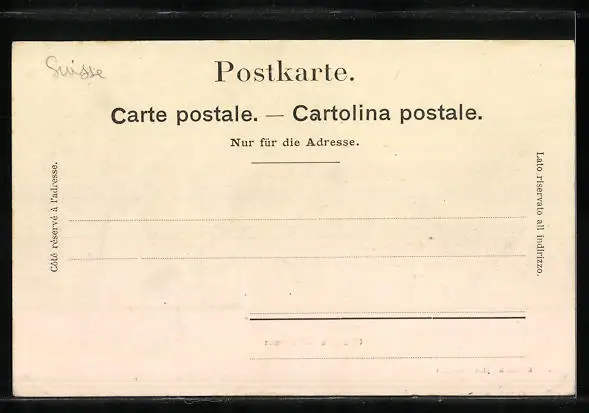 Suisse
Postkarte.
Carte postale. — Cartolina postale.
Nur für die Adresse.
Côté réservé à l'adresse.
Lato riservato all indirizzo.